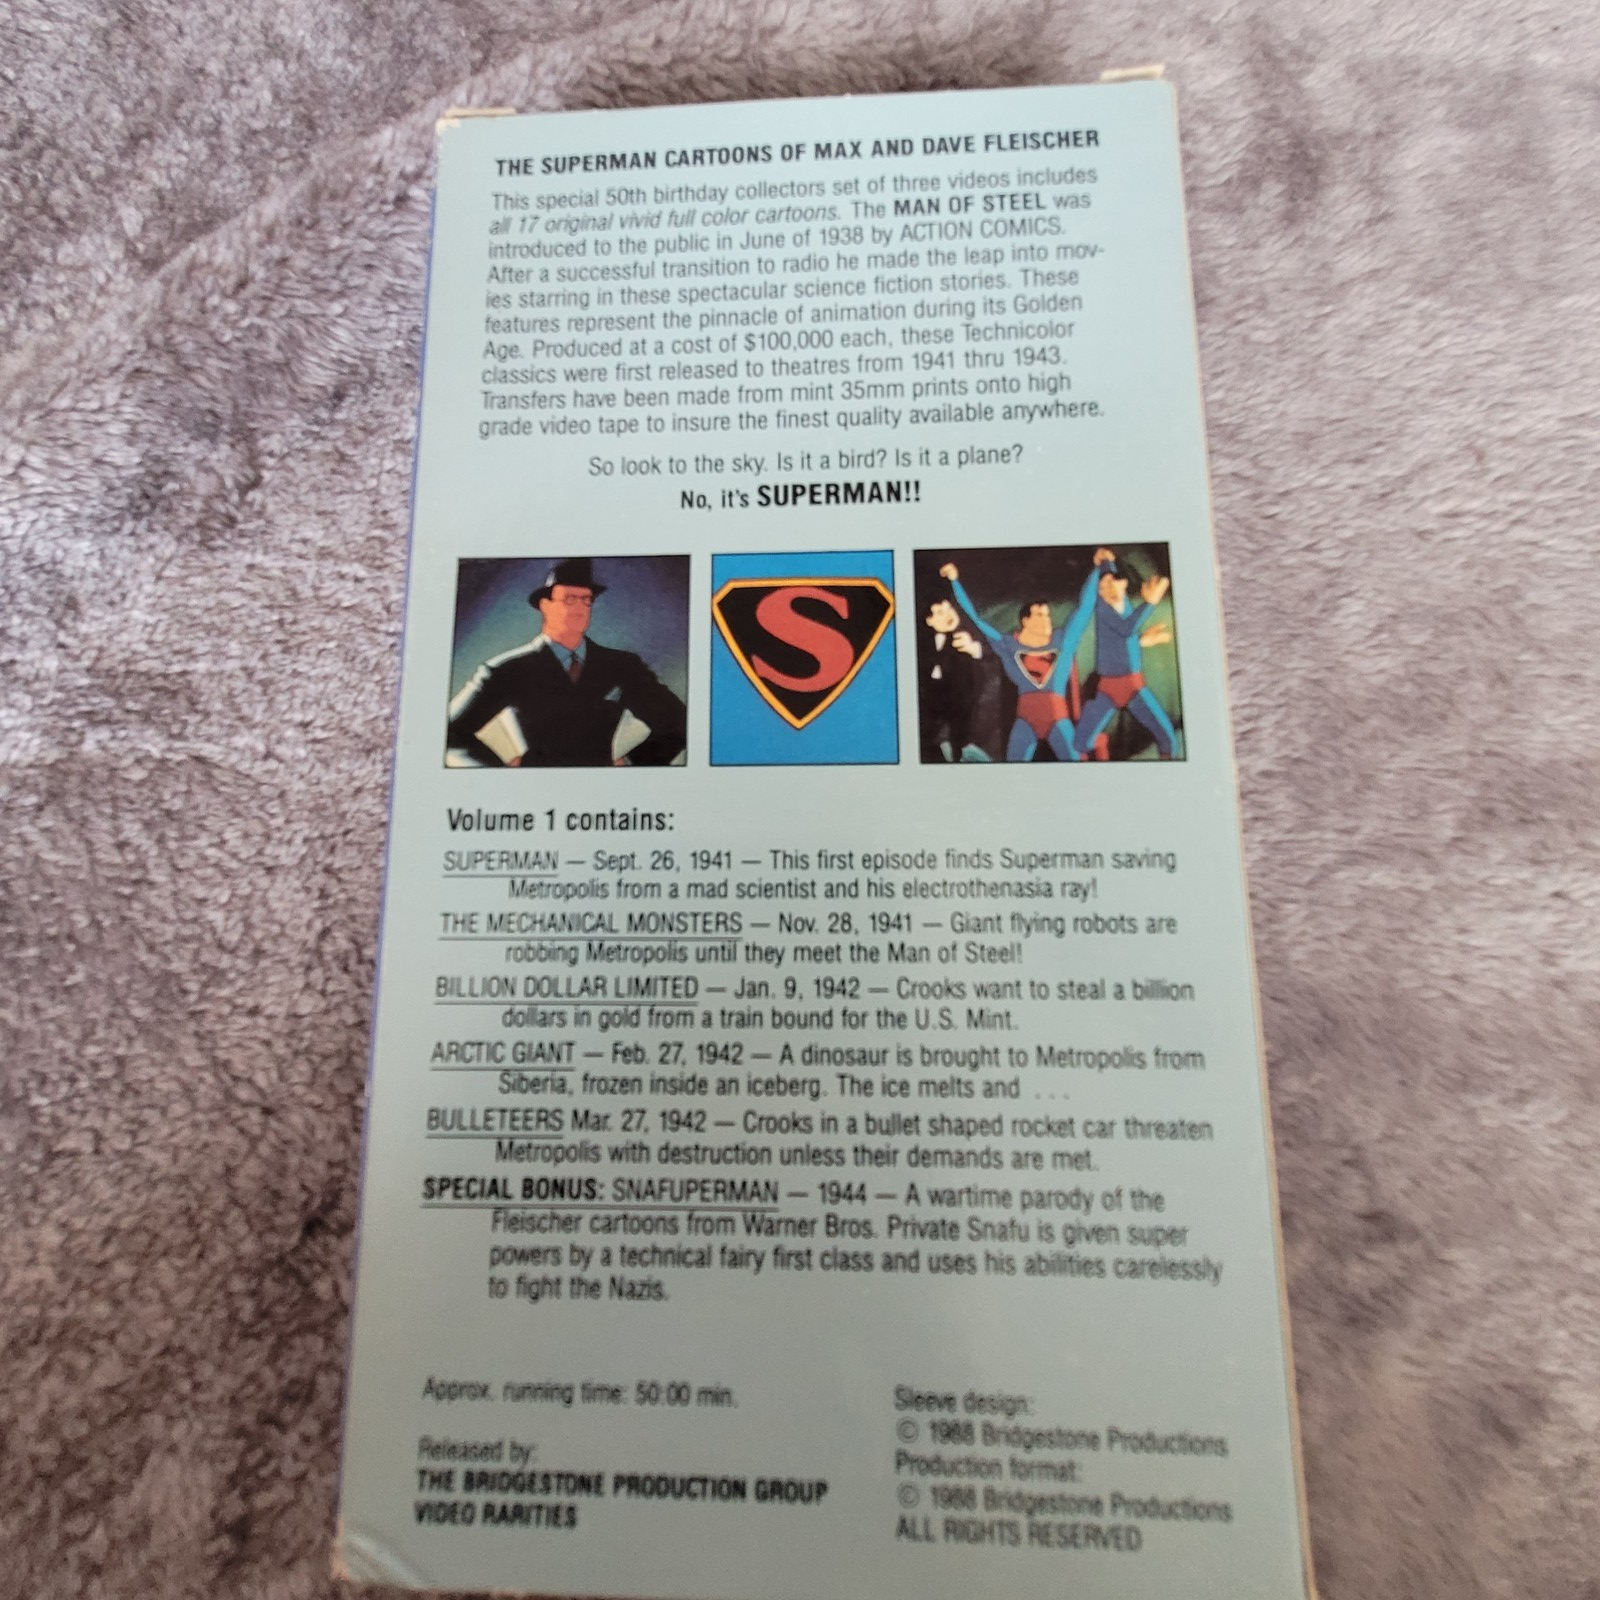 THE SUPERMAN CARTOONS OF MAX AND DAVE FLEISCHER
This special 50th birthday collectors set of three videos includes
all 17 original vivid full color cartoons. The MAN OF STEEL was
introduced to the public in June of 1938 by ACTION COMICS.
After a successful transition to radio he made the leap into mov-
ies starring in these spectacular science fiction stories. These
features represent the pinnacle of animation during its Golden
Age. Produced at a cost of $100,000 each, these Technicolor
classics were first released to theatres from 1941 thru 1943.
Transfers have been made from mint 35mm prints onto high
grade video tape to insure the finest quality available anywhere.
So look to the sky. Is it a bird? Is it a plane?
No, it's SUPERMAN!!
S
S
Volume 1 contains:
SUPERMAN — Sept. 26, 1941 — This first episode finds Superman saving
Metropolis from a mad scientist and his electrothenasia ray!
THE MECHANICAL MONSTERS — Nov. 28, 1941 — Giant flying robots are
robbing Metropolis until they meet the Man of Steel!
BILLION DOLLAR LIMITED — Jan. 9, 1942 — Crooks want to steal a billion
dollars in gold from a train bound for the U.S. Mint.
ARCTIC GIANT — Feb. 27, 1942 — A dinosaur is brought to Metropolis from
Siberia, frozen inside an iceberg. The ice melts and . . .
BULLETEERS Mar. 27, 1942 — Crooks in a bullet shaped rocket car threaten
Metropolis with destruction unless their demands are met.
SPECIAL BONUS: SNAFUPERMAN — 1944 — A wartime parody of the
Fleischer cartoons from Warner Bros. Private Snafu is given super
powers by a technical fairy first class and uses his abilities carelessly
to fight the Nazis.
Approx. running time: 50:00 min.
Released by:
THE BRIDGESTONE PRODUCTION GROUP
VIDEO RARITIES
Sleeve design:
© 1988 Bridgestone Productions
Production format:
© 1988 Bridgestone Productions
ALL RIGHTS RESERVED